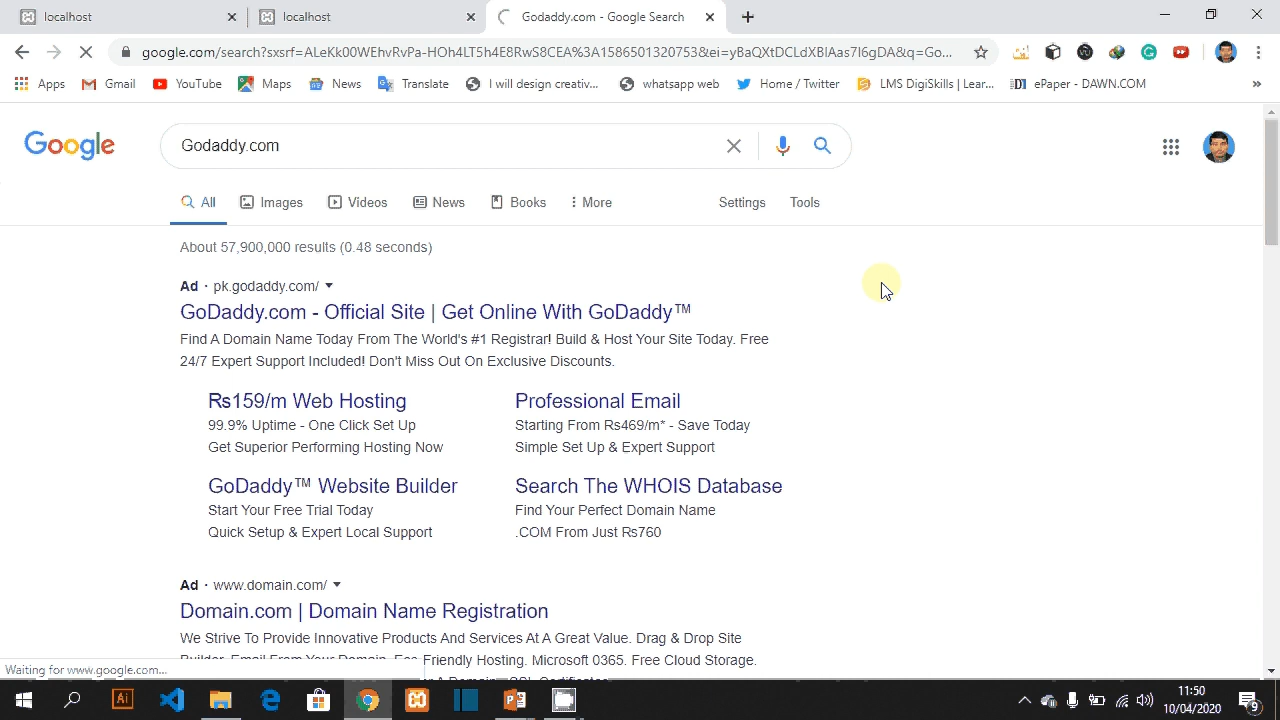 localhost
localhost
Godaddy.com - Google Search
google.com/search?sxsrf=ALeKk00WEhvRvPa-HOh4LT5h4E8RwS8CEA%3A1586501320753&ei=yBaQXtDCLdXBlAas7I6gDA&q=Go...
Apps
Gmail
YouTube
Maps
News
Translate
I will design creativ...
whatsapp web
Home / Twitter
LMS DigiSkills | Lear...
ePaper - DAWN.COM
»
Google
Godaddy.com
All
Images
Videos
News
Books
More
Settings
Tools
About 57,900,000 results (0.48 seconds)
Ad · pk.godaddy.com/
GoDaddy.com - Official Site | Get Online With GoDaddy™
Find A Domain Name Today From The World's #1 Registrar! Build & Host Your Site Today. Free
24/7 Expert Support Included! Don't Miss Out On Exclusive Discounts.
Rs159/m Web Hosting
99.9% Uptime - One Click Set Up
Get Superior Performing Hosting Now
Professional Email
Starting From Rs469/m* - Save Today
Simple Set Up & Expert Support
GoDaddy™ Website Builder
Start Your Free Trial Today
Quick Setup & Expert Local Support
Search The WHOIS Database
Find Your Perfect Domain Name
.COM From Just Rs760
Ad · www.domain.com/
Domain.com | Domain Name Registration
We Strive To Provide Innovative Products And Services At A Great Value. Drag & Drop Site
Friendly Hosting. Microsoft 0365. Free Cloud Storage.
Waiting for www.google.com...
Ai
11:50
10/04/2020
9